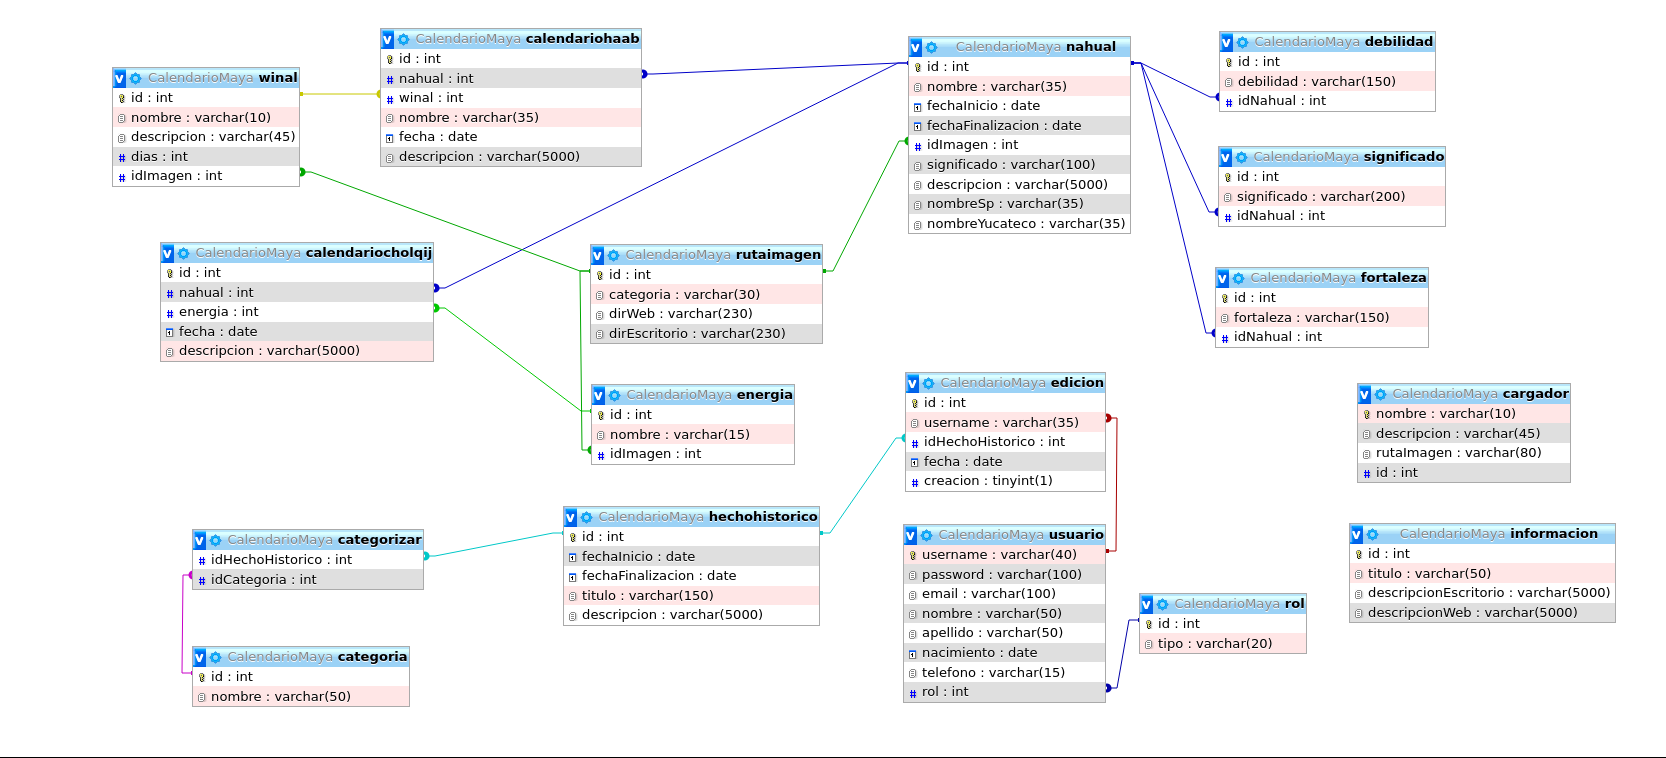 CalendarioMaya winal
id : int
nombre : varchar(10)
descripcion : varchar(45)
dias : int
idImagen : int
CalendarioMaya calendariohaab
id : int
nahual : int
winal : int
nombre : varchar(35)
fecha : date
descripcion : varchar(5000)
CalendarioMaya nahual
id : int
nombre : varchar(35)
fechaInicio : date
fechaFinalizacion : date
idImagen : int
significado : varchar(100)
descripcion : varchar(5000)
nombreSp : varchar(35)
nombreYucateco : varchar(35)
CalendarioMaya debilidad
id : int
debilidad : varchar(150)
idNahual : int
CalendarioMaya significado
id : int
significado : varchar(200)
idNahual : int
CalendarioMaya calendariocholqij
id : int
nahual : int
energia : int
fecha : date
descripcion : varchar(5000)
CalendarioMaya rutaimagen
id : int
categoria : varchar(30)
dirWeb : varchar(230)
dirEscritorio : varchar(230)
CalendarioMaya fortaleza
id : int
fortaleza : varchar(150)
idNahual : int
CalendarioMaya energia
id : int
nombre : varchar(15)
idImagen : int
CalendarioMaya edicion
id : int
username : varchar(35)
idHechoHistorico : int
fecha : date
creacion : tinyint(1)
CalendarioMaya cargador
nombre : varchar(10)
descripcion : varchar(45)
rutaImagen : varchar(80)
id : int
CalendarioMaya categorizar
idHechoHistorico : int
idCategoria : int
CalendarioMaya hechohistorico
id : int
fechaInicio : date
fechaFinalizacion : date
titulo : varchar(150)
descripcion : varchar(5000)
CalendarioMaya usuario
username : varchar(40)
password : varchar(100)
email : varchar(100)
nombre : varchar(50)
apellido : varchar(50)
nacimiento : date
telefono : varchar(15)
rol : int
CalendarioMaya rol
id : int
tipo : varchar(20)
CalendarioMaya informacion
id : int
titulo : varchar(50)
descripcionEscritorio : varchar(5000)
descripcionWeb : varchar(5000)
CalendarioMaya categoria
id : int
nombre : varchar(50)